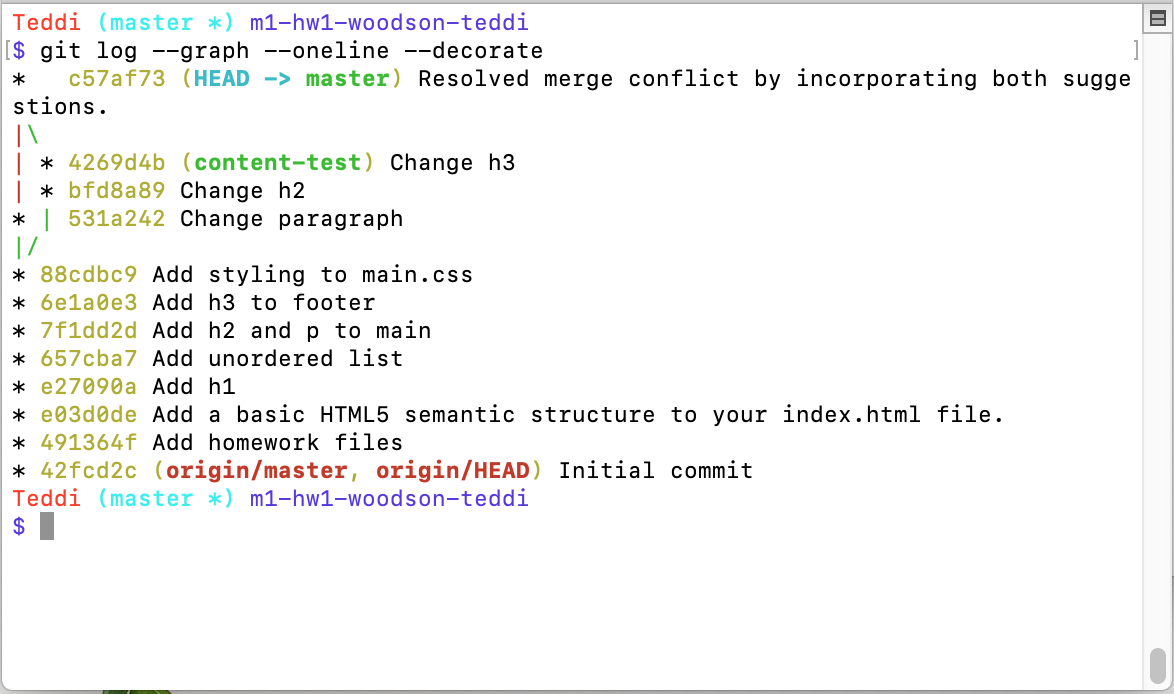 Teddi (master *) m1-hw1-woodson-teddi
[$ git log --graph --oneline --decorate ]
*   c57af73 (HEAD -> master) Resolved merge conflict by incorporating both sugge
stions.
|\
| * 4269d4b (content-test) Change h3
| * bfd8a89 Change h2
* | 531a242 Change paragraph
|/
* 88cdbc9 Add styling to main.css
* 6e1a0e3 Add h3 to footer
* 7f1dd2d Add h2 and p to main
* 657cba7 Add unordered list
* e27090a Add h1
* e03d0de Add a basic HTML5 semantic structure to your index.html file.
* 491364f Add homework files
* 42fcd2c (origin/master, origin/HEAD) Initial commit
Teddi (master *) m1-hw1-woodson-teddi
$